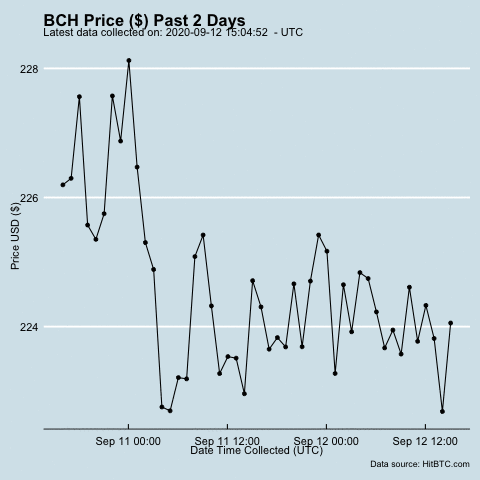 BCH Price ($) Past 2 Days
Latest data collected on: 2020-09-12 15:04:52 - UTC
228
226
224
Price USD ($)
Sep 11 00:00 Sep 11 12:00 Sep 12 00:00 Sep 12 12:00
Date Time Collected (UTC)
Data source: HitBTC.com